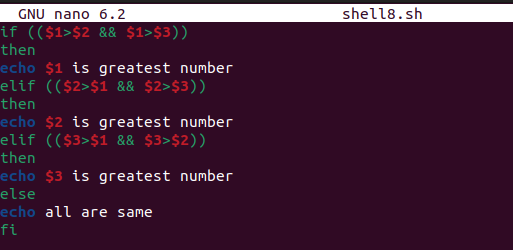 GNU nano 6.2 shell8.sh
if (($1>$2 && $1>$3))
then
echo $1 is greatest number
elif (($2>$1 && $2>$3))
then
echo $2 is greatest number
elif (($3>$1 && $3>$2))
then
echo $3 is greatest number
else
echo all are same
fi